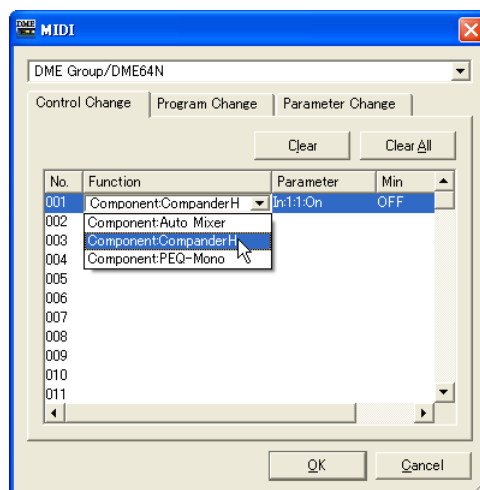 DME MIDI
DME Group/DME64N
Control Change Program Change Parameter Change
Clear Clear All
No. Function Parameter Min
001 Component:CompanderH In:1:1:On OFF
002 Component:Auto Mixer
003 Component:CompanderH
004 Component:PEQ-Mono
005
006
007
008
009
010
011
OK Cancel